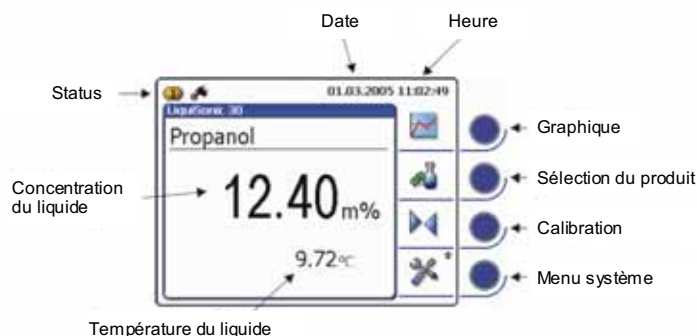 Date Heure
Status
01.03.2005 11:02:49
LiquiSonic 30
Propanol
Graphique
Sélection du produit
Concentration
du liquide
12.40 m%
Calibration
9.72 °C
Menu système
Température du liquide